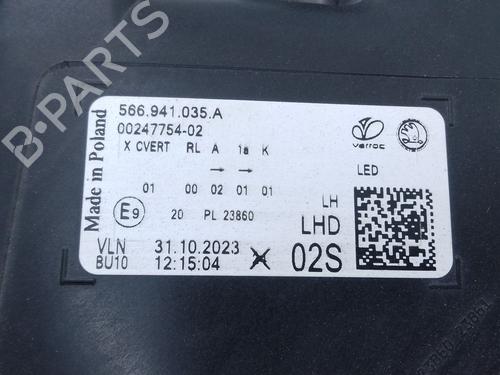 B-PARTS
566.941.035.A
00247754-02
X CVERT RL A 1a K
→ →
01 00 02 01 01
E9 20 PL 23860
VLN 31.10.2023
BU10 12:15:04
Made in Poland
varroc
LED
LH
LHD
02S